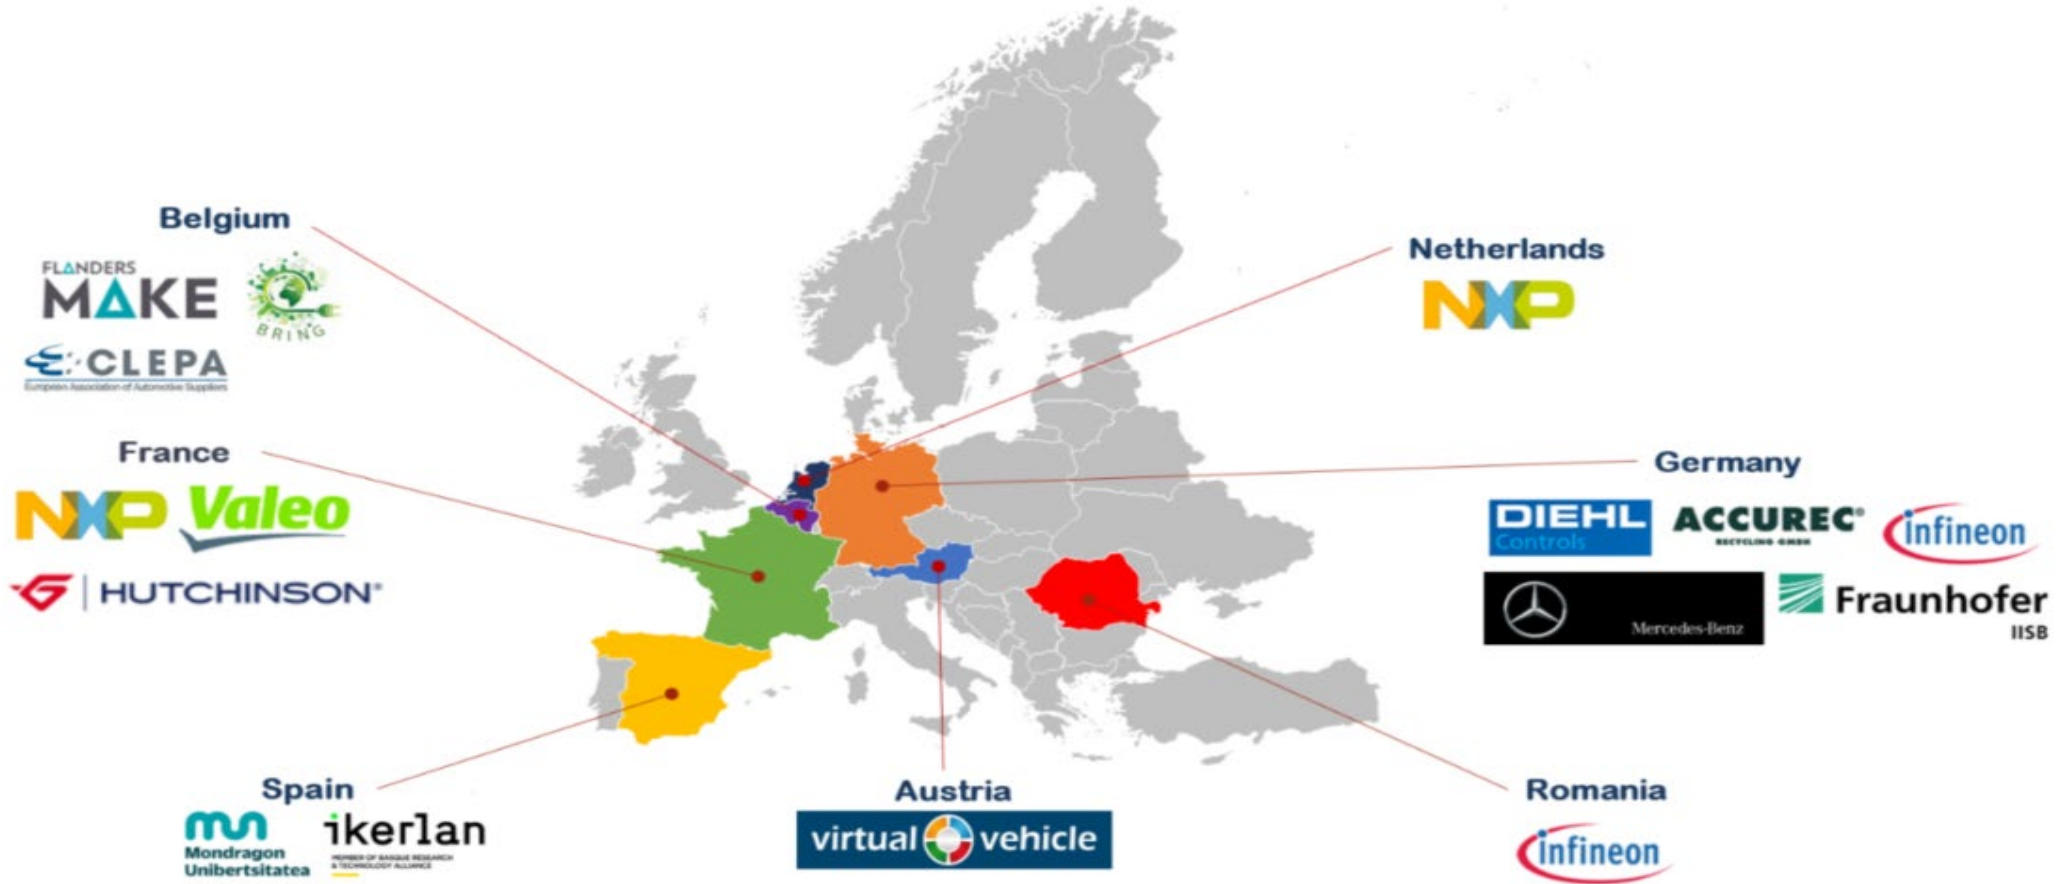 Belgium
FLANDERS
MAKE
BRING
CLEPA
European Association of Automotive Suppliers
France
NXP
Valeo
HUTCHINSON®
Spain
Mondragon
Unibertsitatea
ikerlan
MEMBER OF BASQUE RESEARCH
& TECHNOLOGY ALLIANCE
Austria
virtual vehicle
Netherlands
NXP
Germany
DIEHL
Controls
ACCUREC®
RECYCLING GMBH
infineon
Mercedes-Benz
Fraunhofer
IISB
Romania
infineon